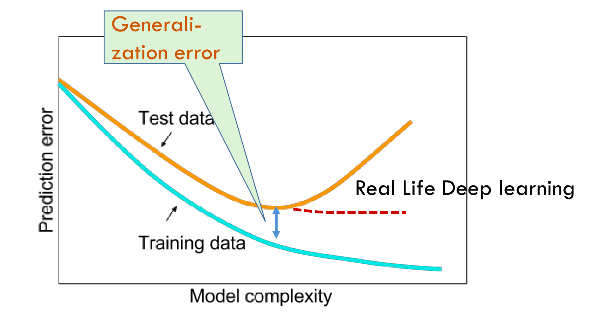 Generali-
zation error
Test data
Real Life Deep learning
Training data
Prediction error
Model complexity